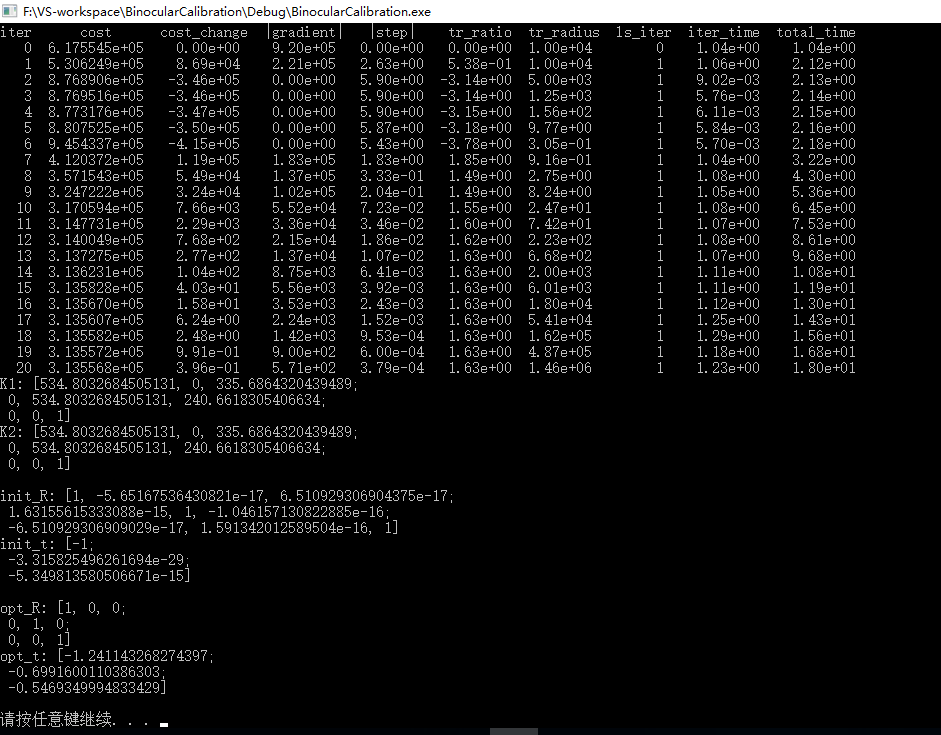 F:\VS-workspace\BinocularCalibration\Debug\BinocularCalibration.exe
iter cost cost_change |gradient| |step| tr_ratio tr_radius ls_iter iter_time total_time
0 6.175545e+05 0.00e+00 9.20e+05 0.00e+00 0.00e+00 1.00e+04 0 1.04e+00 1.04e+00
1 5.306249e+05 8.69e+04 2.21e+05 2.63e+00 5.38e-01 1.00e+04 1 1.06e+00 2.12e+00
2 8.768906e+05 -3.46e+05 0.00e+00 5.90e+00 -3.14e+00 5.00e+03 1 9.02e-03 2.13e+00
3 8.769516e+05 -3.46e+05 0.00e+00 5.90e+00 -3.14e+00 1.25e+03 1 5.76e-03 2.14e+00
4 8.773176e+05 -3.47e+05 0.00e+00 5.90e+00 -3.15e+00 1.56e+02 1 6.11e-03 2.15e+00
5 8.807525e+05 -3.50e+05 0.00e+00 5.87e+00 -3.18e+00 9.77e+00 1 5.84e-03 2.16e+00
6 9.454337e+05 -4.15e+05 0.00e+00 5.43e+00 -3.78e+00 3.05e-01 1 5.70e-03 2.18e+00
7 4.120372e+05 1.19e+05 1.83e+05 1.83e+00 1.85e+00 9.16e-01 1 1.04e+00 3.22e+00
8 3.571543e+05 5.49e+04 1.37e+05 3.33e-01 1.49e+00 2.75e+00 1 1.08e+00 4.30e+00
9 3.247222e+05 3.24e+04 1.02e+05 2.04e-01 1.49e+00 8.24e+00 1 1.05e+00 5.36e+00
10 3.170594e+05 7.66e+03 5.52e+04 7.23e-02 1.55e+00 2.47e+01 1 1.08e+00 6.45e+00
11 3.147731e+05 2.29e+03 3.36e+04 3.46e-02 1.60e+00 7.42e+01 1 1.07e+00 7.53e+00
12 3.140049e+05 7.68e+02 2.15e+04 1.86e-02 1.62e+00 2.23e+02 1 1.08e+00 8.61e+00
13 3.137275e+05 2.77e+02 1.37e+04 1.07e-02 1.63e+00 6.68e+02 1 1.07e+00 9.68e+00
14 3.136231e+05 1.04e+02 8.75e+03 6.41e-03 1.63e+00 2.00e+03 1 1.11e+00 1.08e+01
15 3.135828e+05 4.03e+01 5.56e+03 3.92e-03 1.63e+00 6.01e+03 1 1.11e+00 1.19e+01
16 3.135670e+05 1.58e+01 3.53e+03 2.43e-03 1.63e+00 1.80e+04 1 1.12e+00 1.30e+01
17 3.135607e+05 6.24e+00 2.24e+03 1.52e-03 1.63e+00 5.41e+04 1 1.25e+00 1.43e+01
18 3.135582e+05 2.48e+00 1.42e+03 9.53e-04 1.63e+00 1.62e+05 1 1.29e+00 1.56e+01
19 3.135572e+05 9.91e-01 9.00e+02 6.00e-04 1.63e+00 4.87e+05 1 1.18e+00 1.68e+01
20 3.135568e+05 3.96e-01 5.71e+02 3.79e-04 1.63e+00 1.46e+06 1 1.23e+00 1.80e+01
K1: [534.8032684505131, 0, 335.6864320439489;
0, 534.8032684505131, 240.6618305406634;
0, 0, 1]
K2: [534.8032684505131, 0, 335.6864320439489;
0, 534.8032684505131, 240.6618305406634;
0, 0, 1]
init_R: [1, -5.65167536430821e-17, 6.510929306904375e-17;
1.63155615333088e-15, 1, -1.046157130822885e-16;
-6.510929306909029e-17, 1.591342012589504e-16, 1]
init_t: [-1;
-3.315825496261694e-29;
-5.349813580506671e-15]
opt_R: [1, 0, 0;
0, 1, 0;
0, 0, 1]
opt_t: [-1.241143268274397;
-0.6991600110386303;
-0.5469349994833429]
请按任意键继续. . .